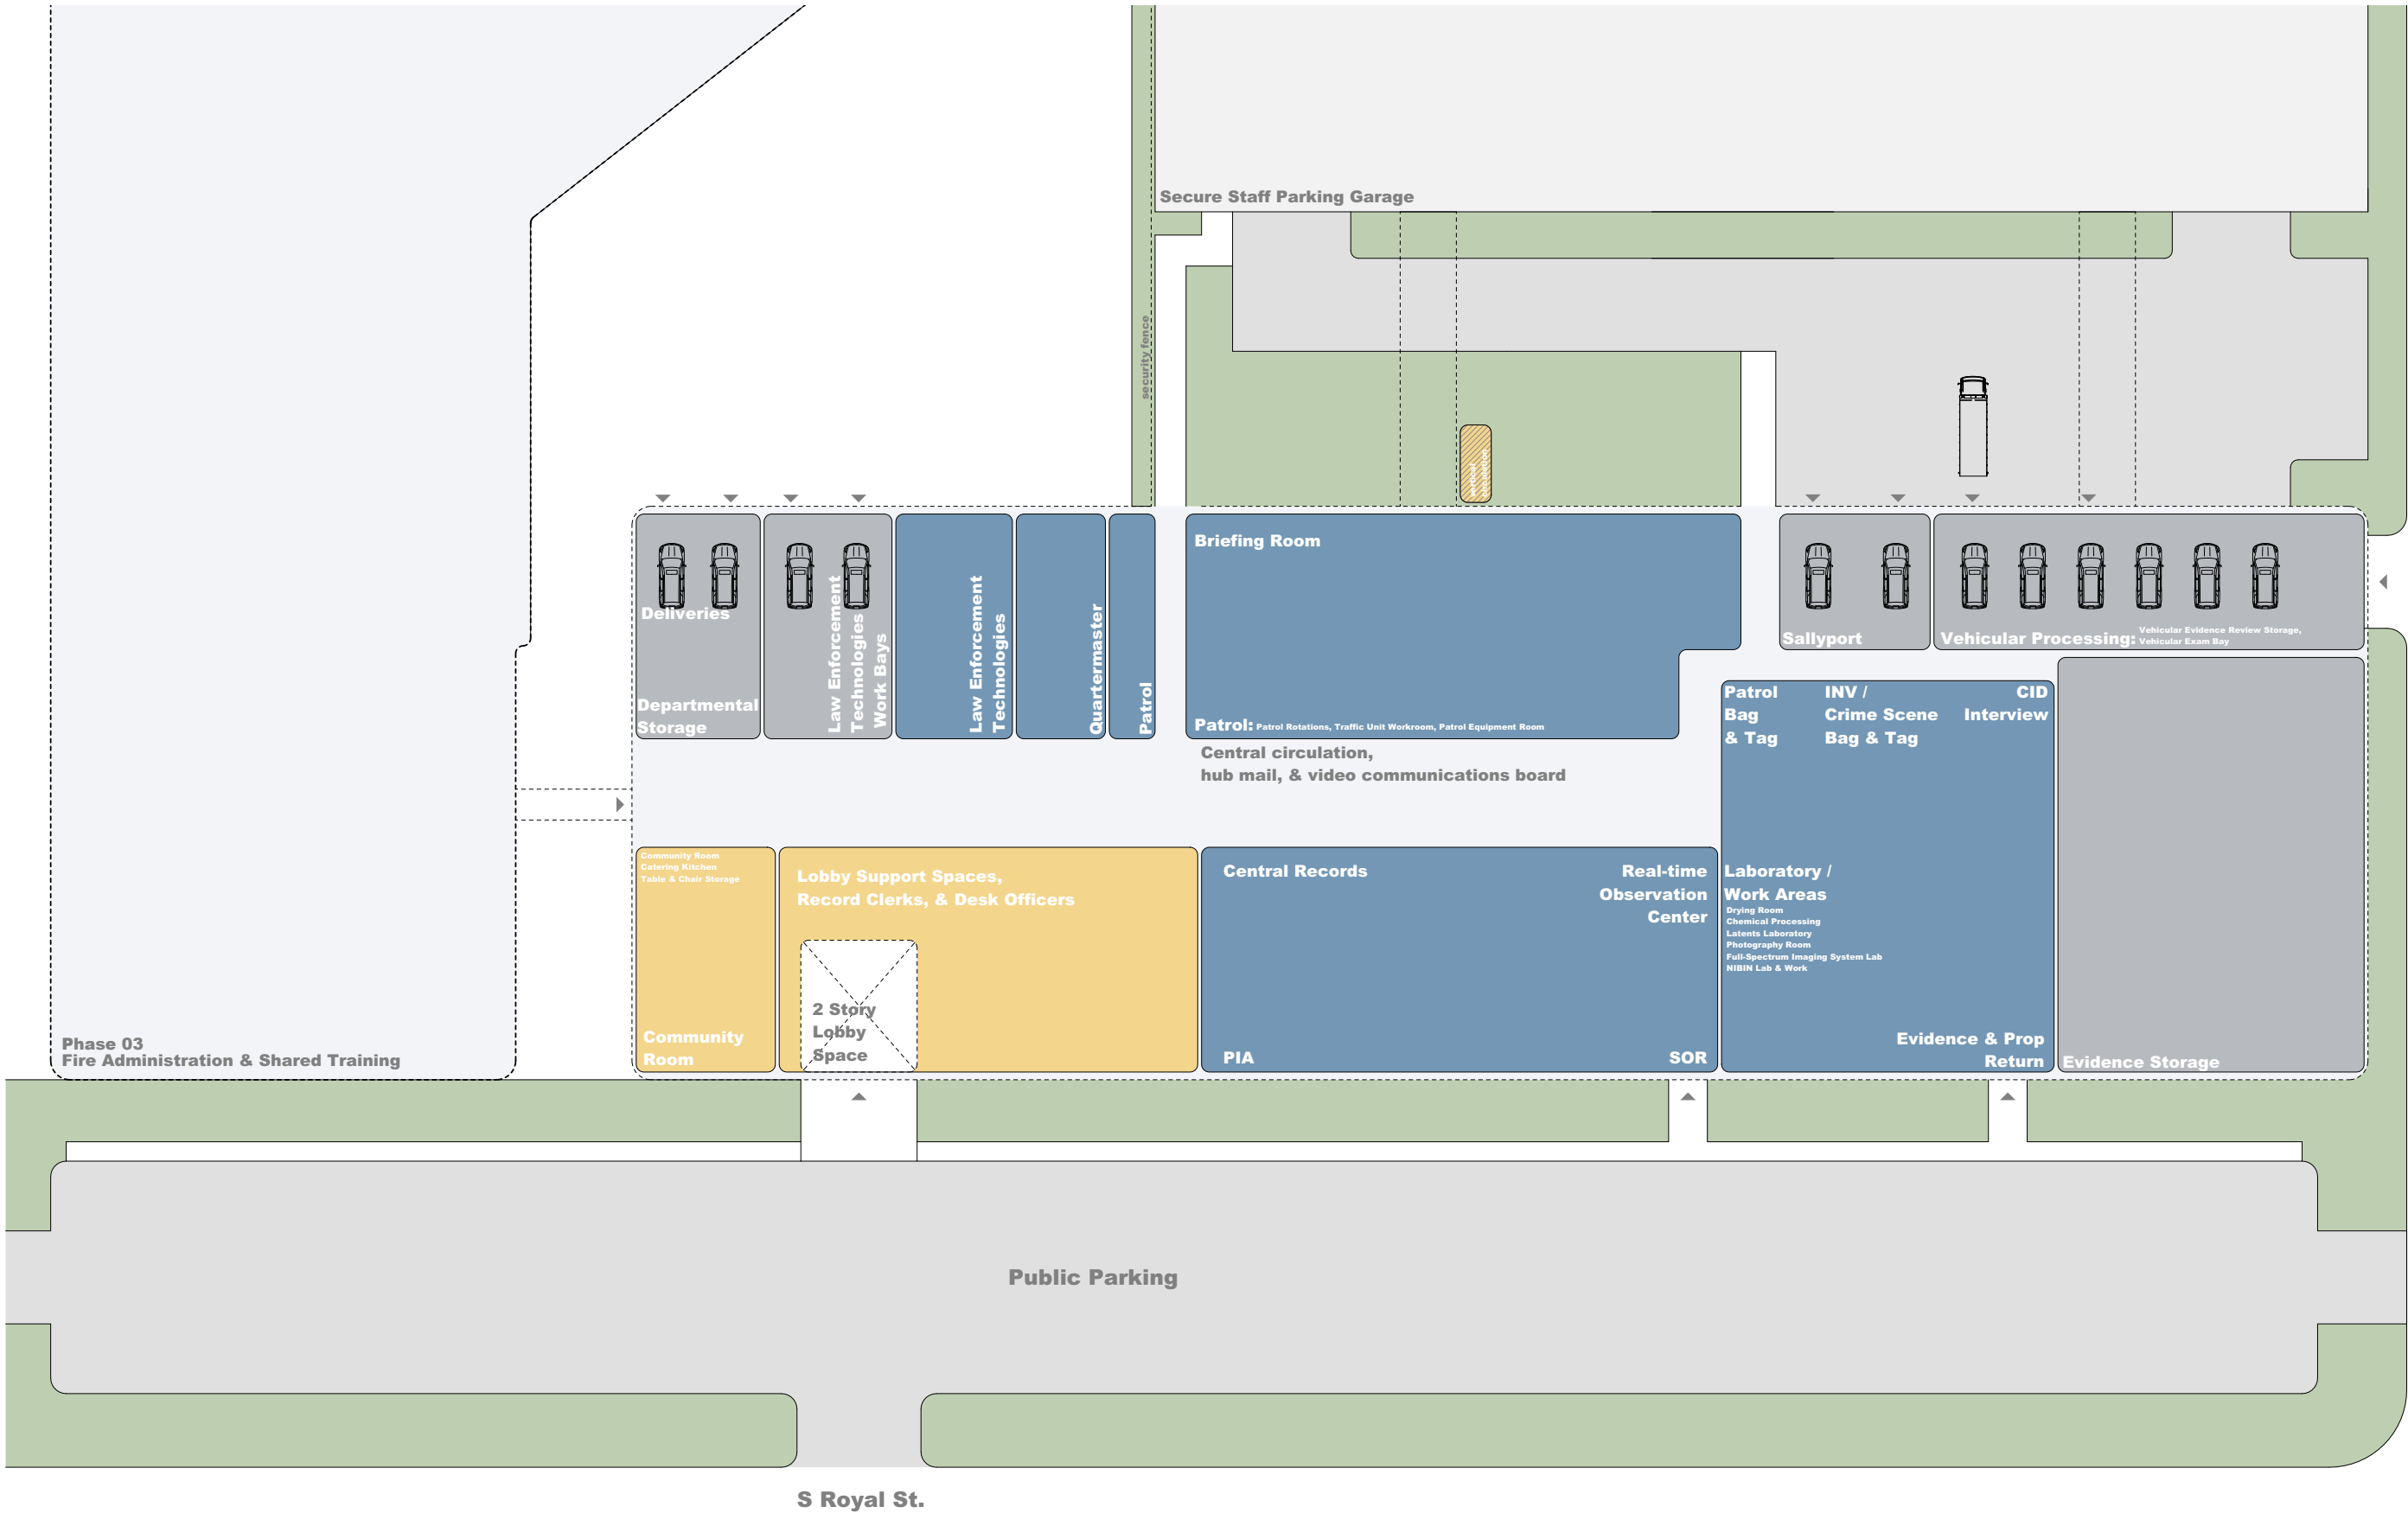 Secure Staff Parking Garage
security fence
Briefing Room
Deliveries
Departmental
Storage
Law Enforcement
Technologies
Work Bays
Law Enforcement
Technologies
Quartermaster
Patrol
Patrol: Patrol Rotations, Traffic Unit Workroom, Patrol Equipment Room
Sallyport
Vehicular Processing: Vehicular Evidence Review Storage,
Vehicular Exam Bay
Central circulation,
hub mail, & video communications board
Patrol
Bag
& Tag
INV /
Crime Scene
Bag & Tag
CID
Interview
Community Room
Catering Kitchen
Table & Chair Storage
Community
Room
Lobby Support Spaces,
Record Clerks, & Desk Officers
2 Story
Lobby
Space
Central Records
Real-time
Observation
Center
PIA
SOR
Laboratory /
Work Areas
Drying Room
Chemical Processing
Latents Laboratory
Photography Room
Full-Spectrum Imaging System Lab
NIBIN Lab & Work
Evidence & Prop
Return
Evidence Storage
Phase 03
Fire Administration & Shared Training
Public Parking
S Royal St.